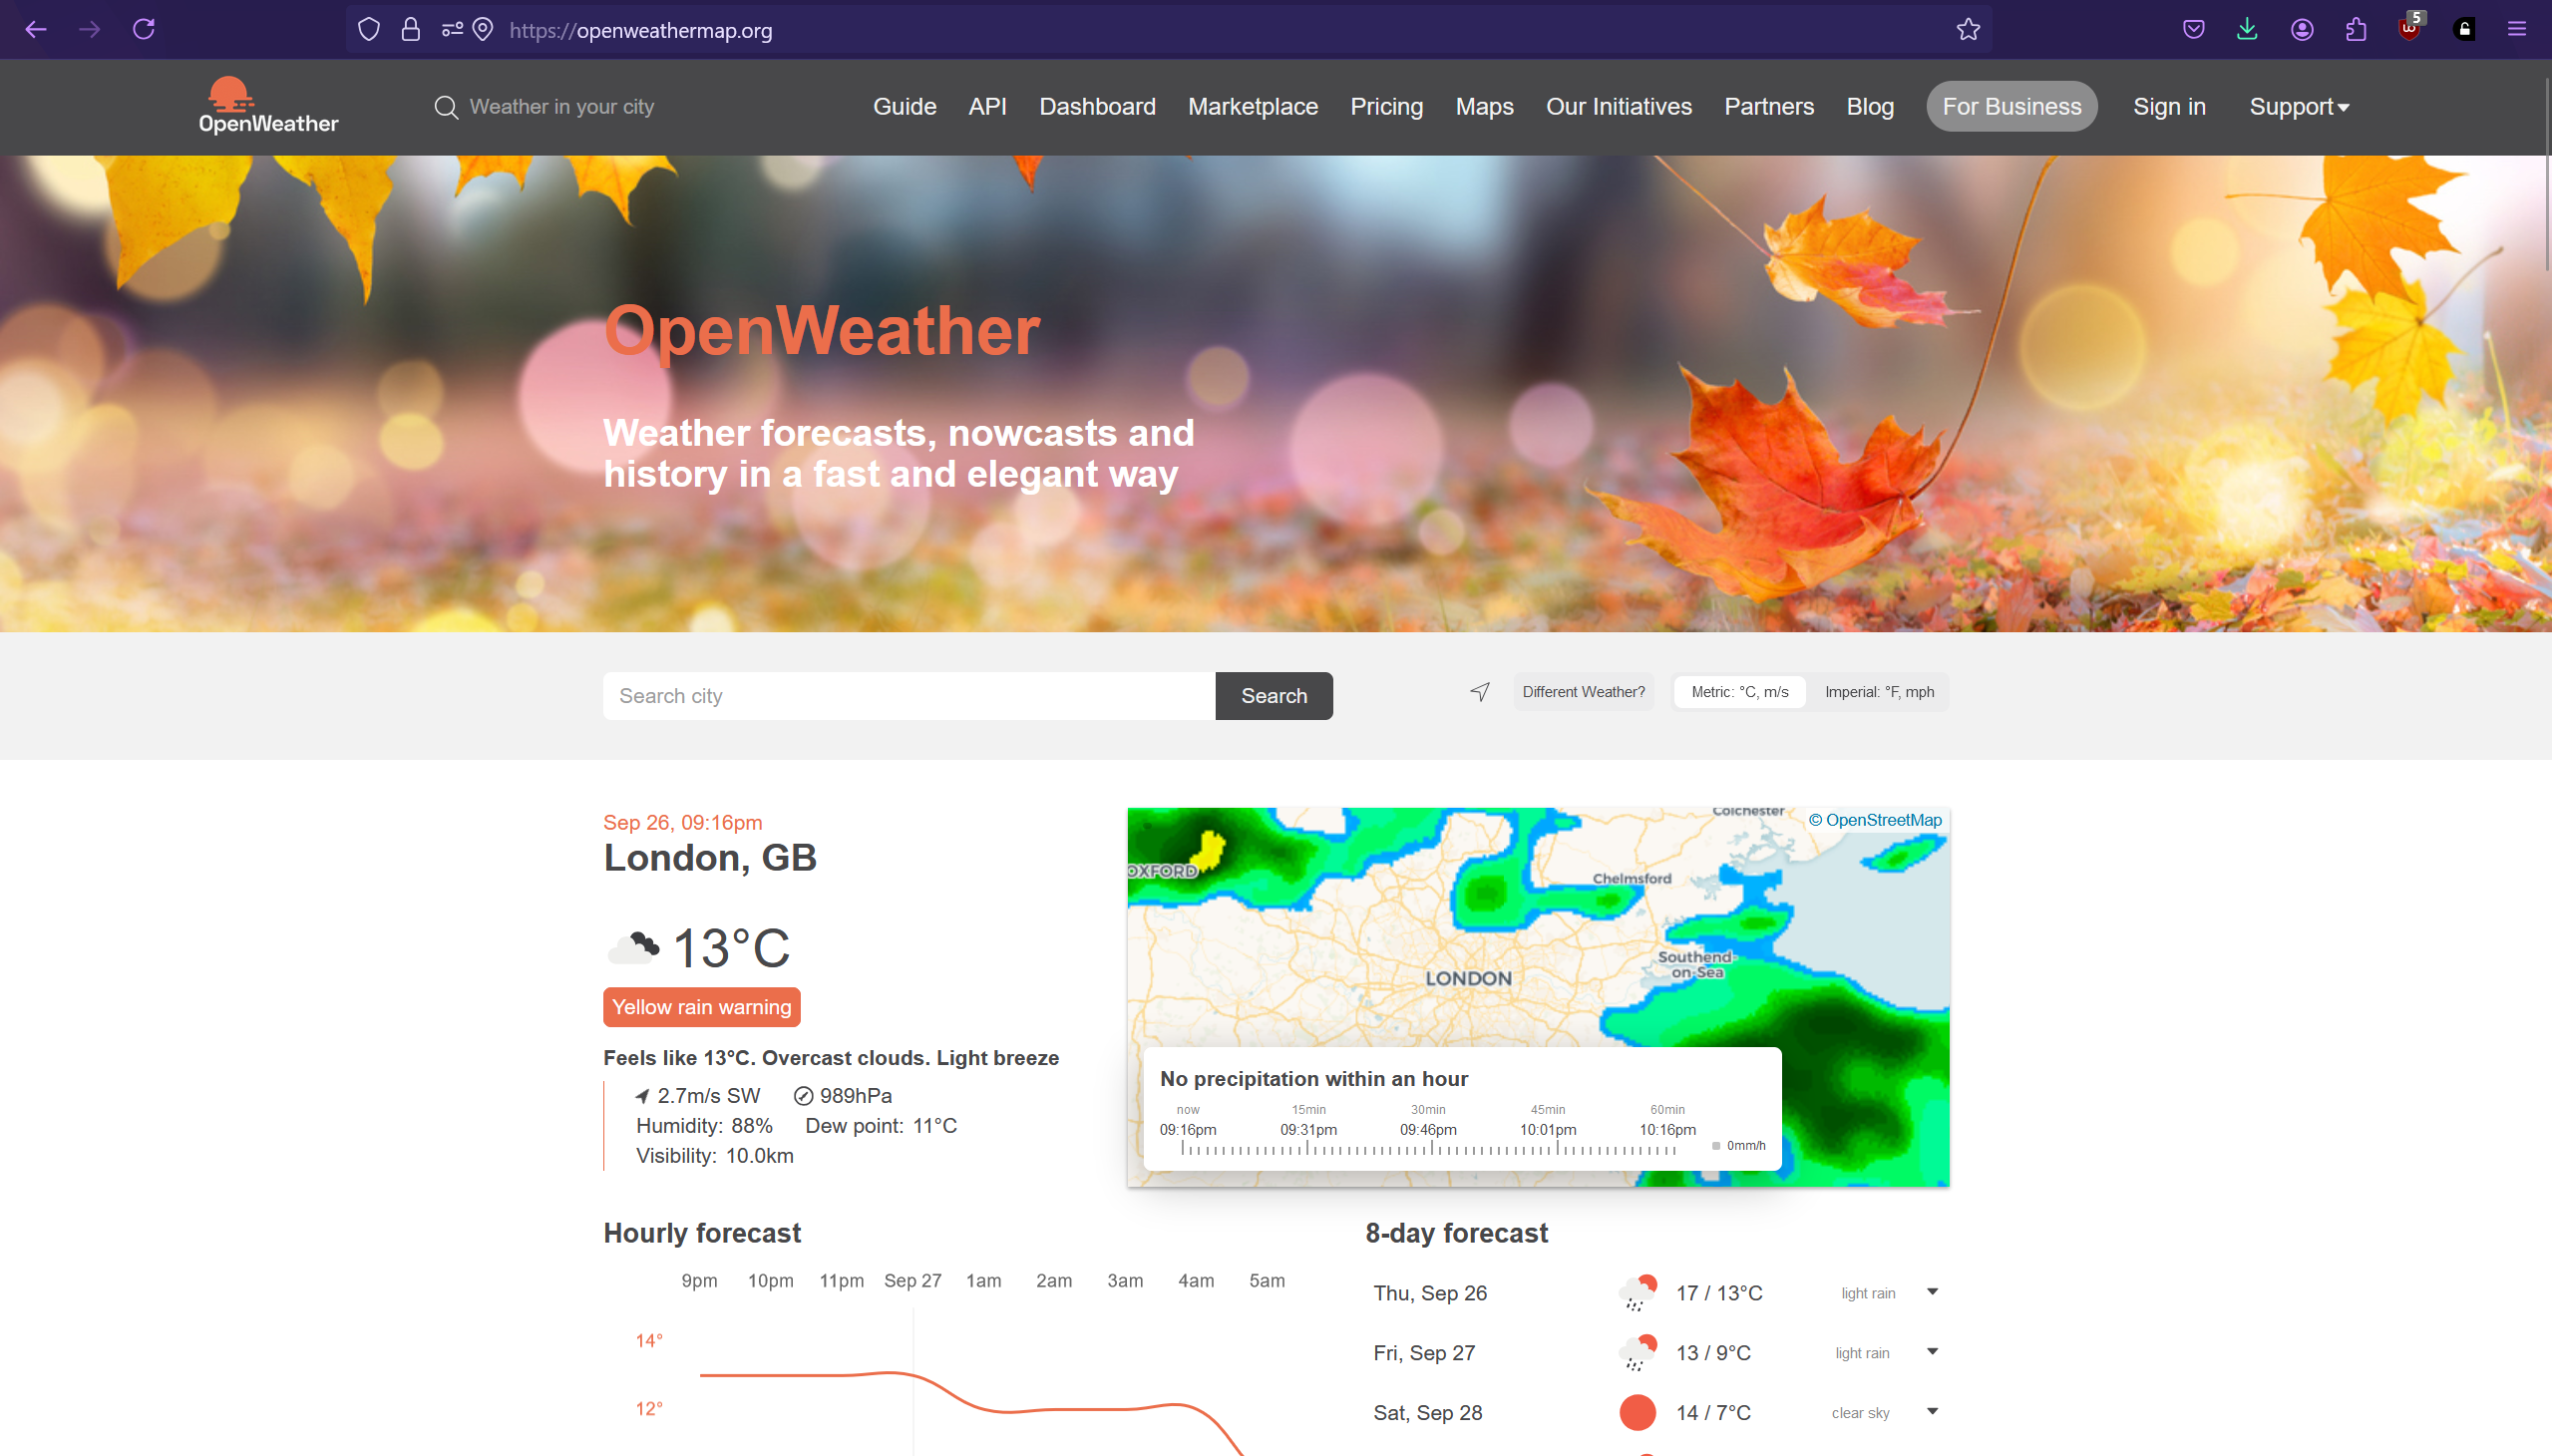 5
https://openweathermap.org
OpenWeather
Weather in your city
Guide API Dashboard Marketplace Pricing Maps Our Initiatives Partners Blog For Business Sign in Support
OpenWeather
Weather forecasts, nowcasts and
history in a fast and elegant way
Search city
Search
Different Weather?
Metric: °C, m/s
Imperial: °F, mph
Sep 26, 09:16pm
London, GB
13°C
Yellow rain warning
Feels like 13°C. Overcast clouds. Light breeze
2.7m/s SW 989hPa
Humidity: 88% Dew point: 11°C
Visibility: 10.0km
Colchester
© OpenStreetMap
OXFORD
Chelmsford
Southend-
on-Sea
LONDON
No precipitation within an hour
now 15min 30min 45min 60min
09:16pm 09:31pm 09:46pm 10:01pm 10:16pm
0mm/h
Hourly forecast
9pm 10pm 11pm Sep 27 1am 2am 3am 4am 5am
14°
12°
8-day forecast
Thu, Sep 26 17 / 13°C light rain
Fri, Sep 27 13 / 9°C light rain
Sat, Sep 28 14 / 7°C clear sky